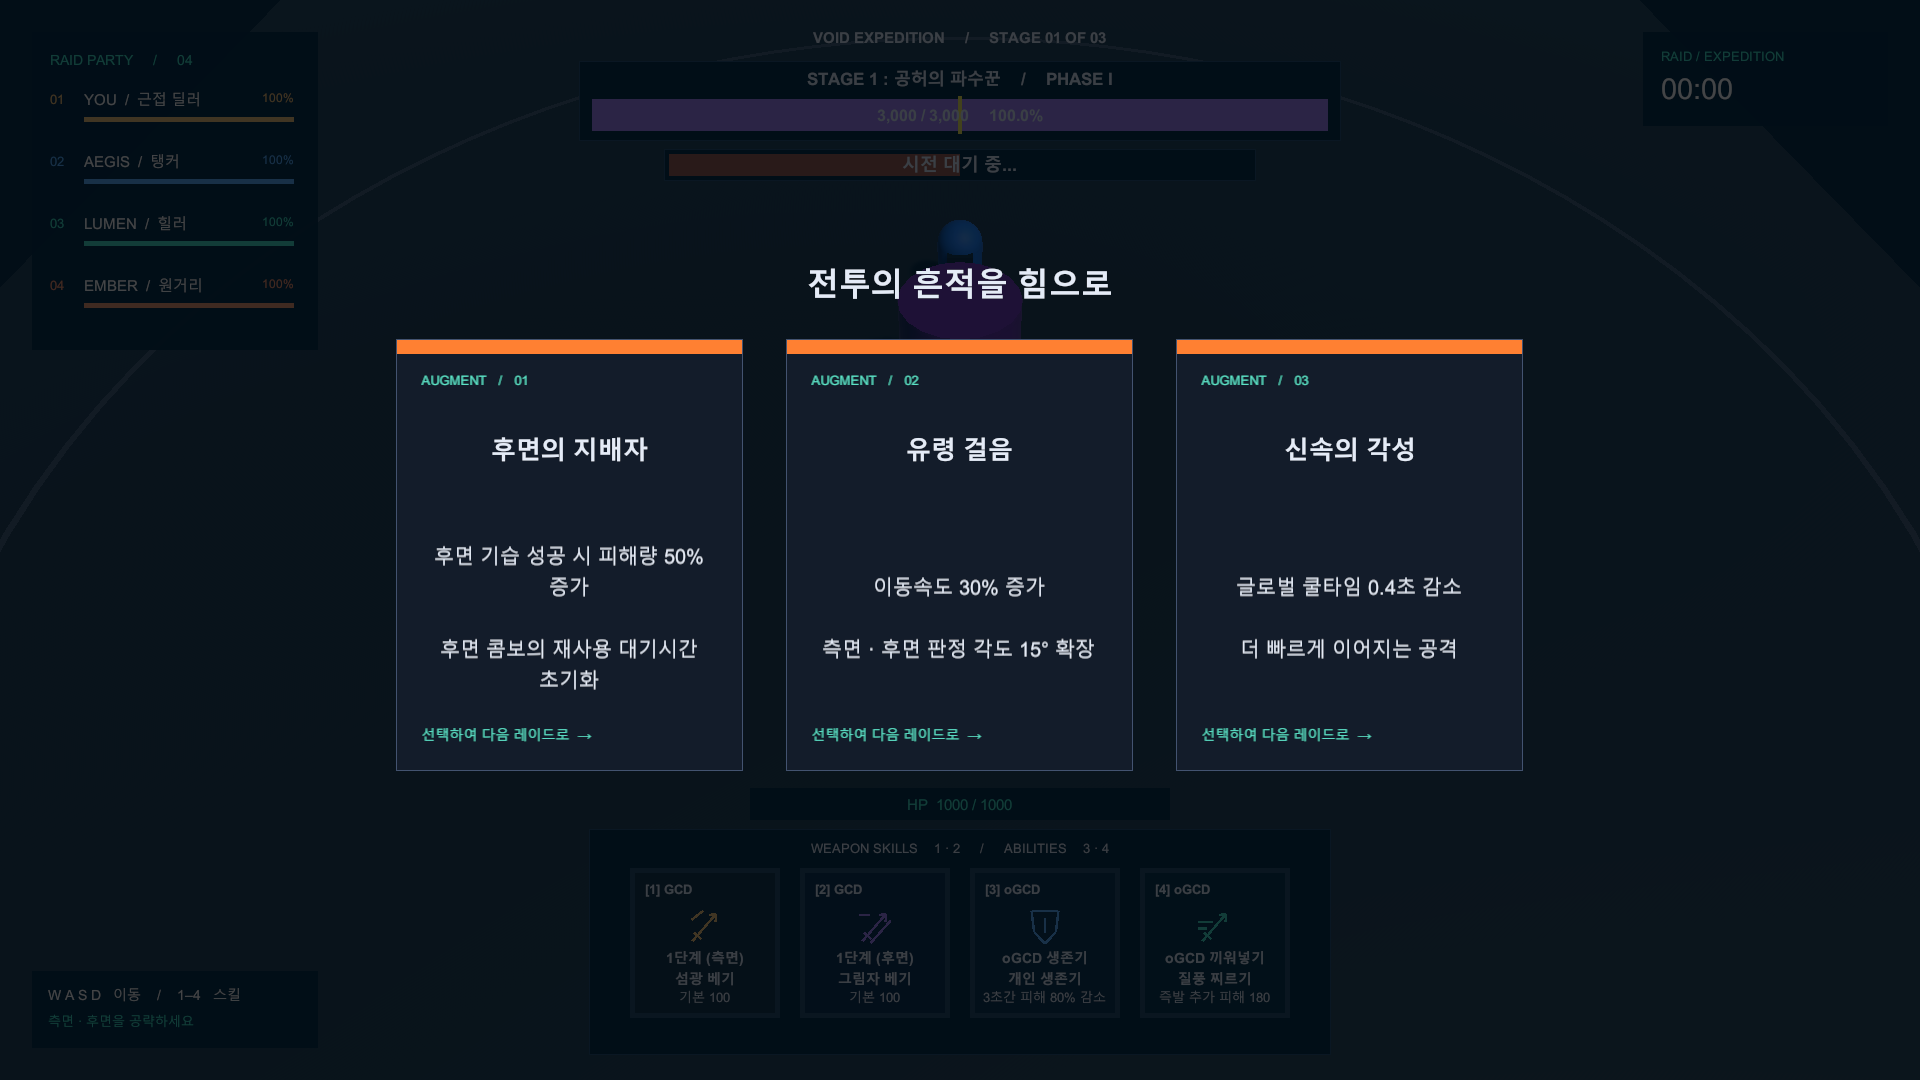 RAID PARTY / 04
01 YOU / 근접 딜러 100%
02 AEGIS / 탱커 100%
03 LUMEN / 힐러 100%
04 EMBER / 원거리 100%
VOID EXPEDITION / STAGE 01 OF 03
STAGE 1 : 공허의 파수꾼 / PHASE I
3,000 / 3,000 100.0%
시전 대기 중...
RAID / EXPEDITION
00:00
전투의 흔적을 힘으로
AUGMENT / 01
후면의 지배자
후면 기습 성공 시 피해량 50%
증가
후면 콤보의 재사용 대기시간
초기화
선택하여 다음 레이드로 →
AUGMENT / 02
유령 걸음
이동속도 30% 증가
측면 · 후면 판정 각도 15° 확장
선택하여 다음 레이드로 →
AUGMENT / 03
신속의 각성
글로벌 쿨타임 0.4초 감소
더 빠르게 이어지는 공격
선택하여 다음 레이드로 →
HP 1000 / 1000
WEAPON SKILLS 1 · 2 / ABILITIES 3 · 4
[1] GCD
1단계 (측면)
섬광 베기
기본 100
[2] GCD
1단계 (후면)
그림자 베기
기본 100
[3] oGCD
oGCD 생존기
개인 생존기
3초간 피해 80% 감소
[4] oGCD
oGCD 끼워넣기
질풍 찌르기
즉발 추가 피해 180
W A S D 이동 / 1–4 스킬
측면 · 후면을 공략하세요